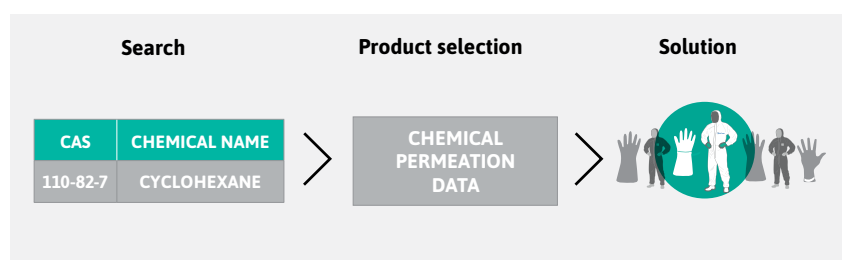 Search
Product selection
Solution
CAS
CHEMICAL NAME
110-82-7
CYCLOHEXANE
CHEMICAL
PERMEATION
DATA